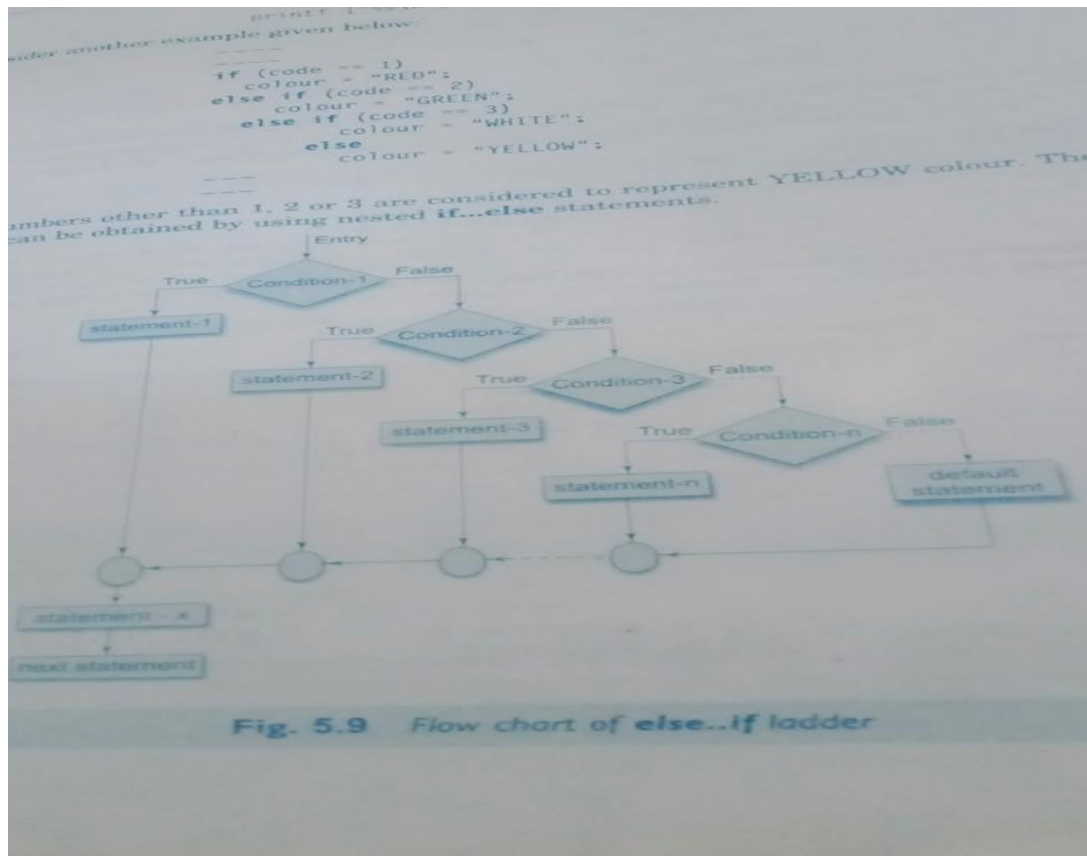 printf (
sider another example given below:
----
----
if (code == 1)
colour = "RED";
else if (code == 2)
colour = "GREEN";
else if (code == 3)
colour = "WHITE";
else
colour = "YELLOW";
---
---
umbers other than 1, 2 or 3 are considered to represent YELLOW colour. The
can be obtained by using nested if...else statements.
Entry
True Condition-1 False
statement-1 True Condition-2 False
statement-2 True Condition-3 False
statement-3 True Condition-n False
statement-n default
statement
statement - x
next statement
Fig. 5.9 Flow chart of else..if ladder